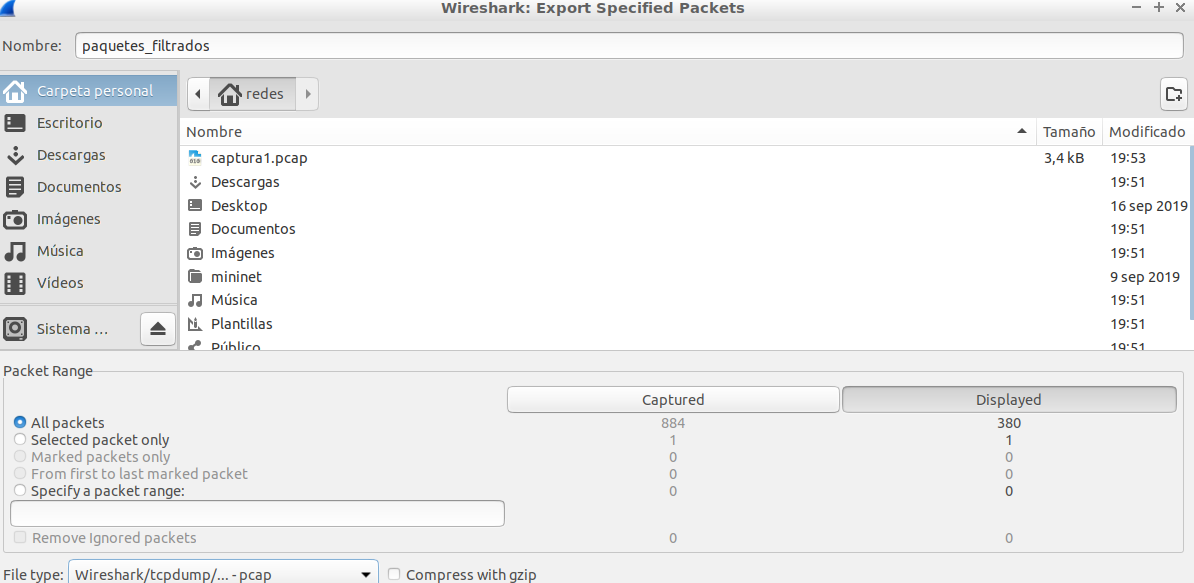 Wireshark: Export Specified Packets
Nombre: paquetes_filtrados
Carpeta personal
Escritorio
Descargas
Documentos
Imágenes
Música
Vídeos
Sistema ...
redes
Nombre Tamaño Modificado
captura1.pcap 3,4 kB 19:53
Descargas 19:51
Desktop 16 sep 2019
Documentos 19:51
Imágenes 19:51
mininet 9 sep 2019
Música 19:51
Plantillas 19:51
Público 19:51
Packet Range
Captured Displayed
All packets 884 380
Selected packet only 1 1
Marked packets only 0 0
From first to last marked packet 0 0
Specify a packet range: 0 0
Remove Ignored packets 0 0
File type: Wireshark/tcpdump/... - pcap Compress with gzip